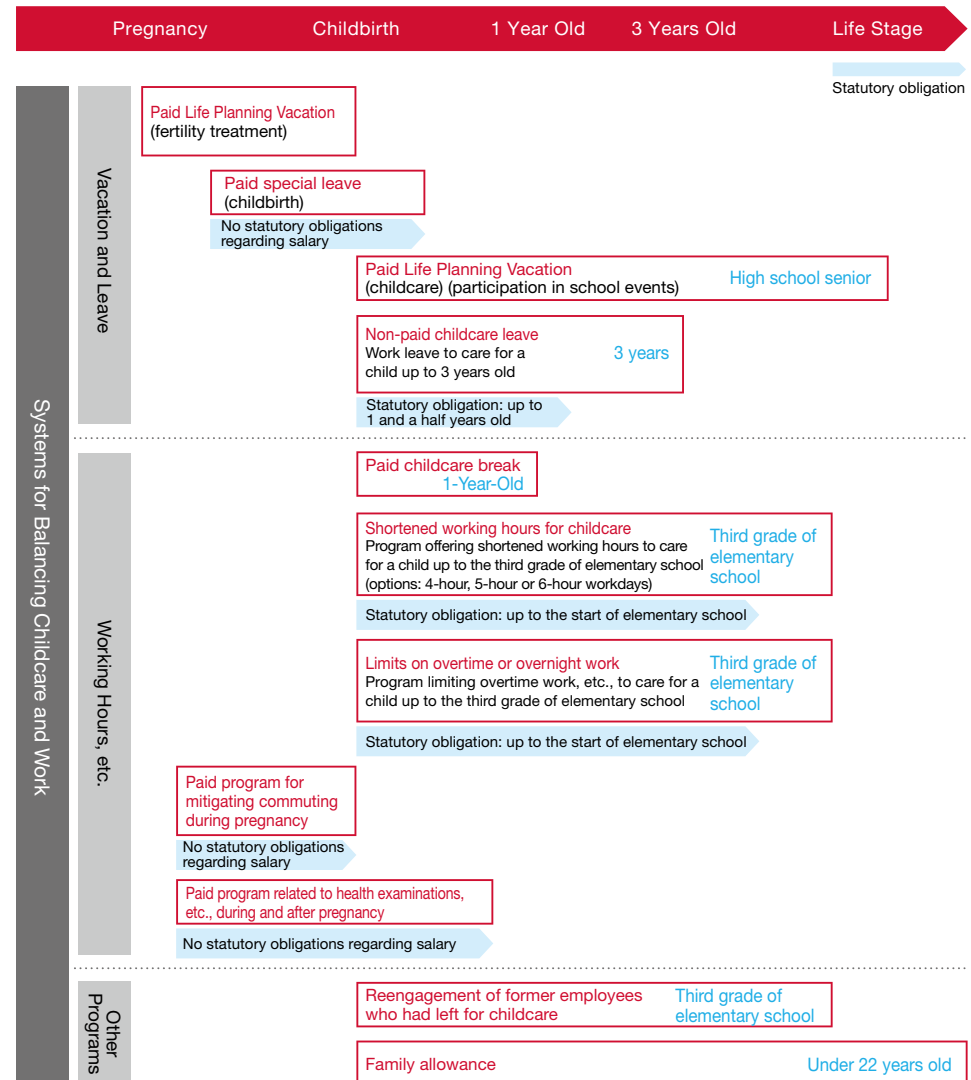 Pregnancy Childbirth 1 Year Old 3 Years Old Life Stage
Statutory obligation
Systems for Balancing Childcare and Work
Vacation and Leave
Paid Life Planning Vacation
(fertility treatment)
Paid special leave
(childbirth)
No statutory obligations
regarding salary
Paid Life Planning Vacation
(childcare) (participation in school events)
High school senior
Non-paid childcare leave
Work leave to care for a
child up to 3 years old
3 years
Statutory obligation: up to
1 and a half years old
Working Hours, etc.
Paid childcare break
1-Year-Old
Shortened working hours for childcare
Program offering shortened working hours to care
for a child up to the third grade of elementary school
(options: 4-hour, 5-hour or 6-hour workdays)
Third grade of
elementary
school
Statutory obligation: up to the start of elementary school
Limits on overtime or overnight work
Program limiting overtime work, etc., to care for a
child up to the third grade of elementary school
Third grade of
elementary
school
Statutory obligation: up to the start of elementary school
Paid program for
mitigating commuting
during pregnancy
No statutory obligations
regarding salary
Paid program related to health examinations,
etc., during and after pregnancy
No statutory obligations regarding salary
Other
Programs
Reengagement of former employees
who had left for childcare
Third grade of
elementary school
Family allowance
Under 22 years old